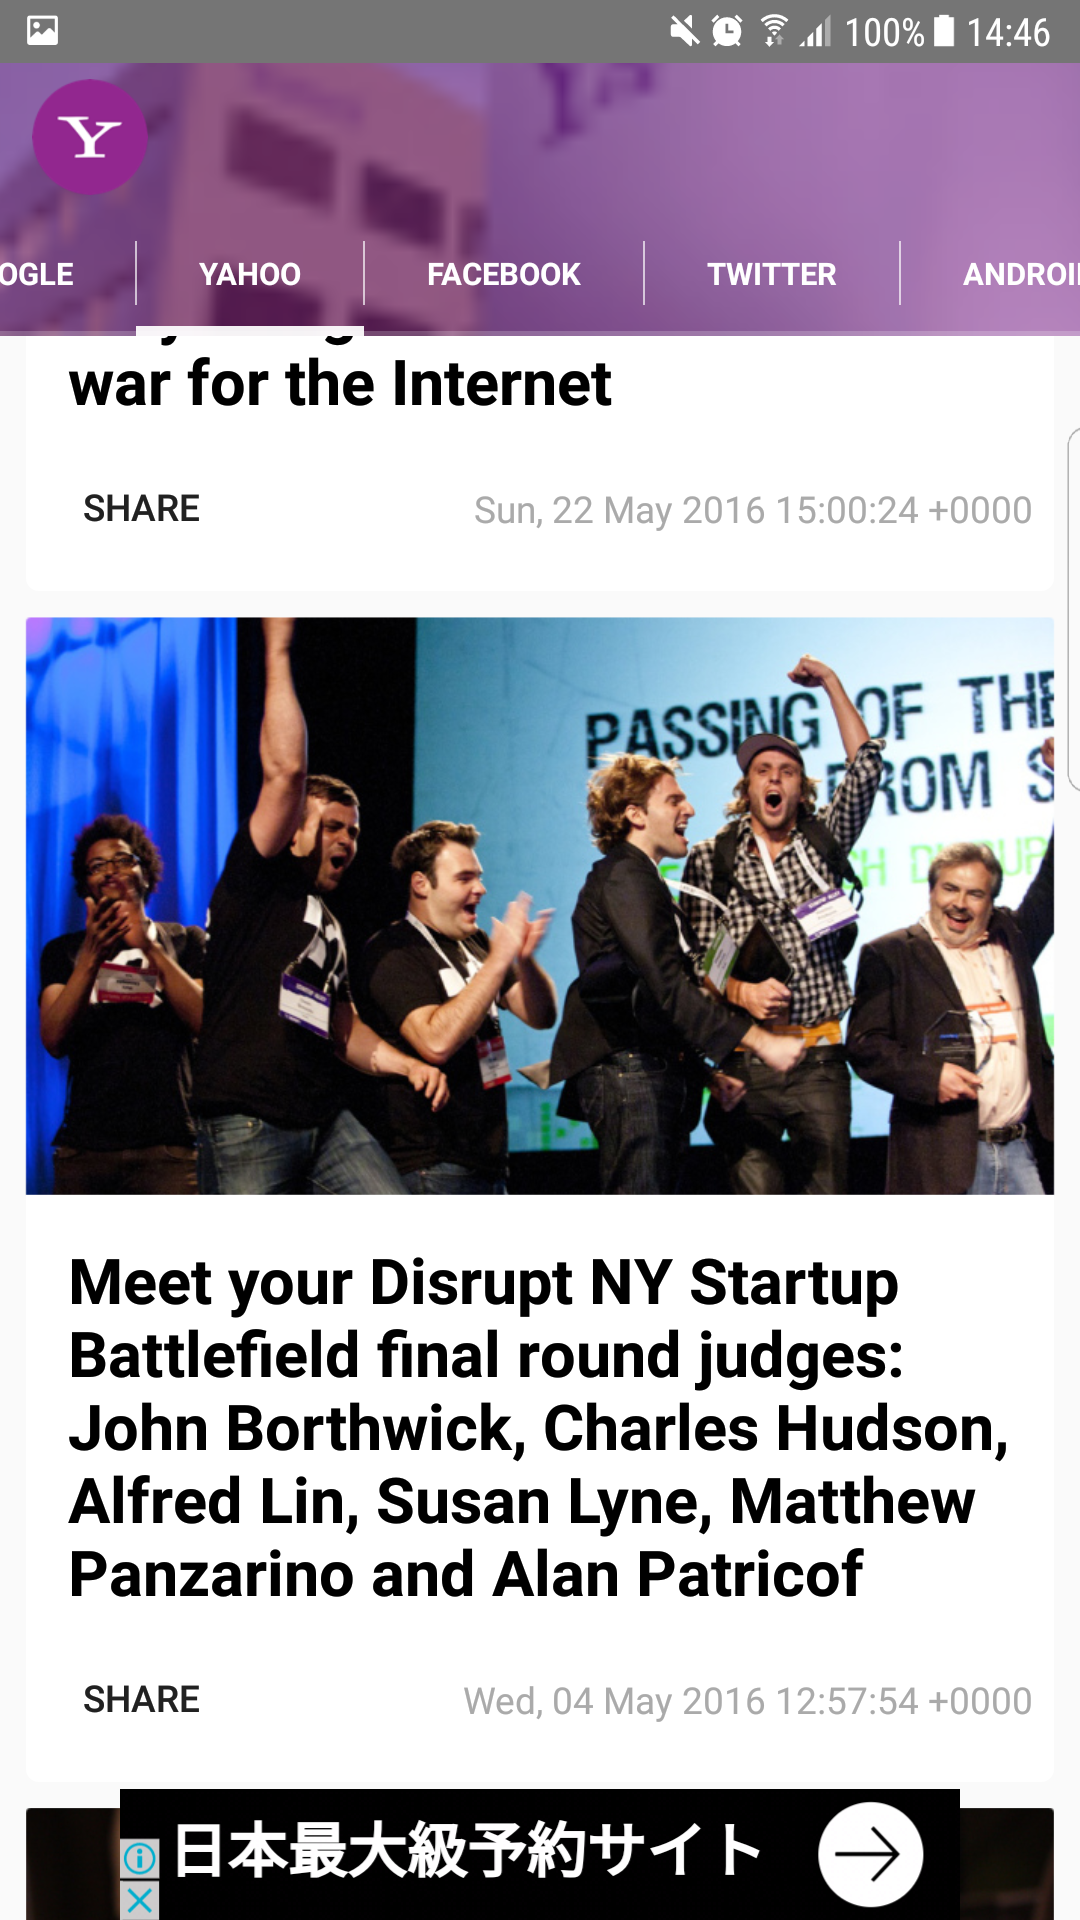 100% 14:46
Y
OGLE YAHOO FACEBOOK TWITTER ANDROI
war for the Internet
SHARE Sun, 22 May 2016 15:00:24 +0000
PASSING OF THE
FROM S
Meet your Disrupt NY Startup
Battlefield final round judges:
John Borthwick, Charles Hudson,
Alfred Lin, Susan Lyne, Matthew
Panzarino and Alan Patricof
SHARE Wed, 04 May 2016 12:57:54 +0000
日本最大級予約サイト